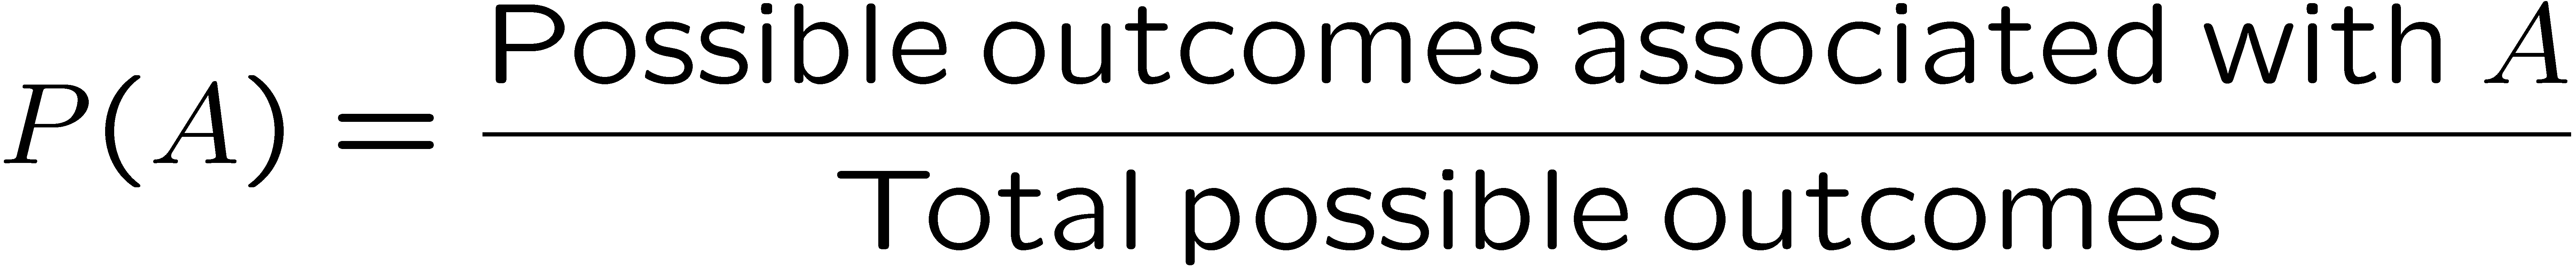 P(A) = Possible outcomes associated with A
Total possible outcomes